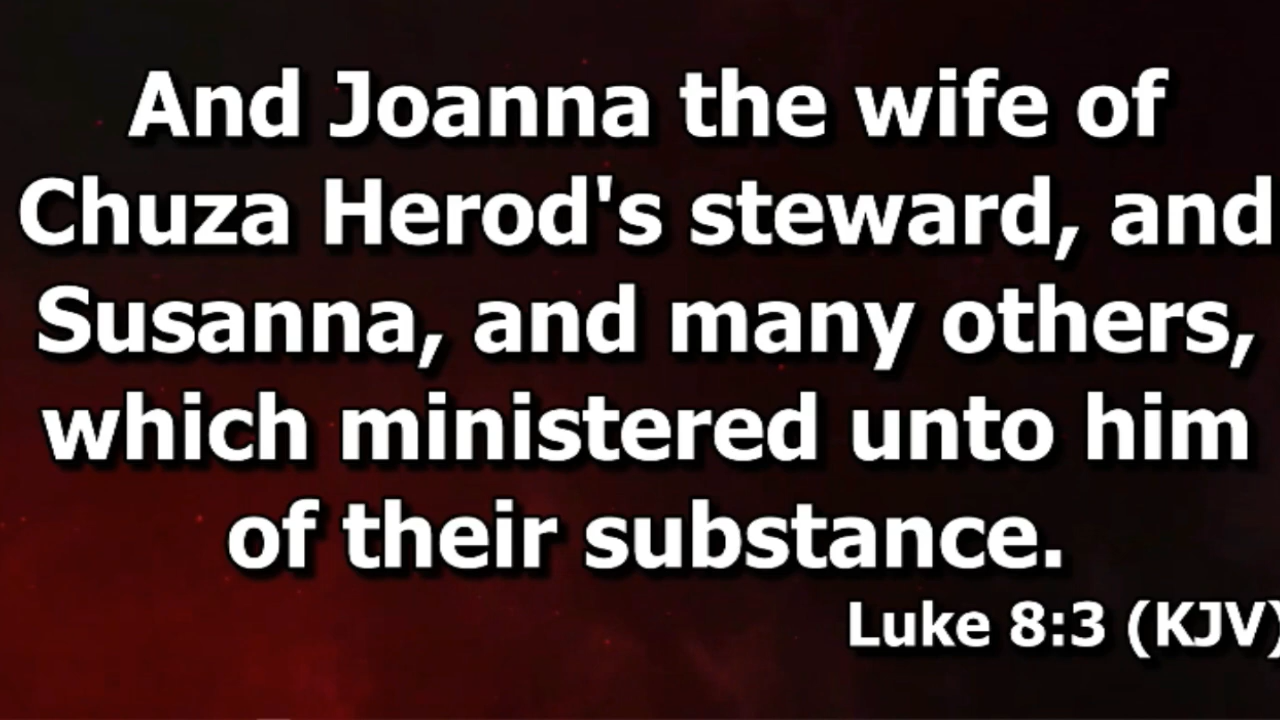 And Joanna the wife of
Chuza Herod's steward, and
Susanna, and many others,
which ministered unto him
of their substance.
Luke 8:3 (KJV)